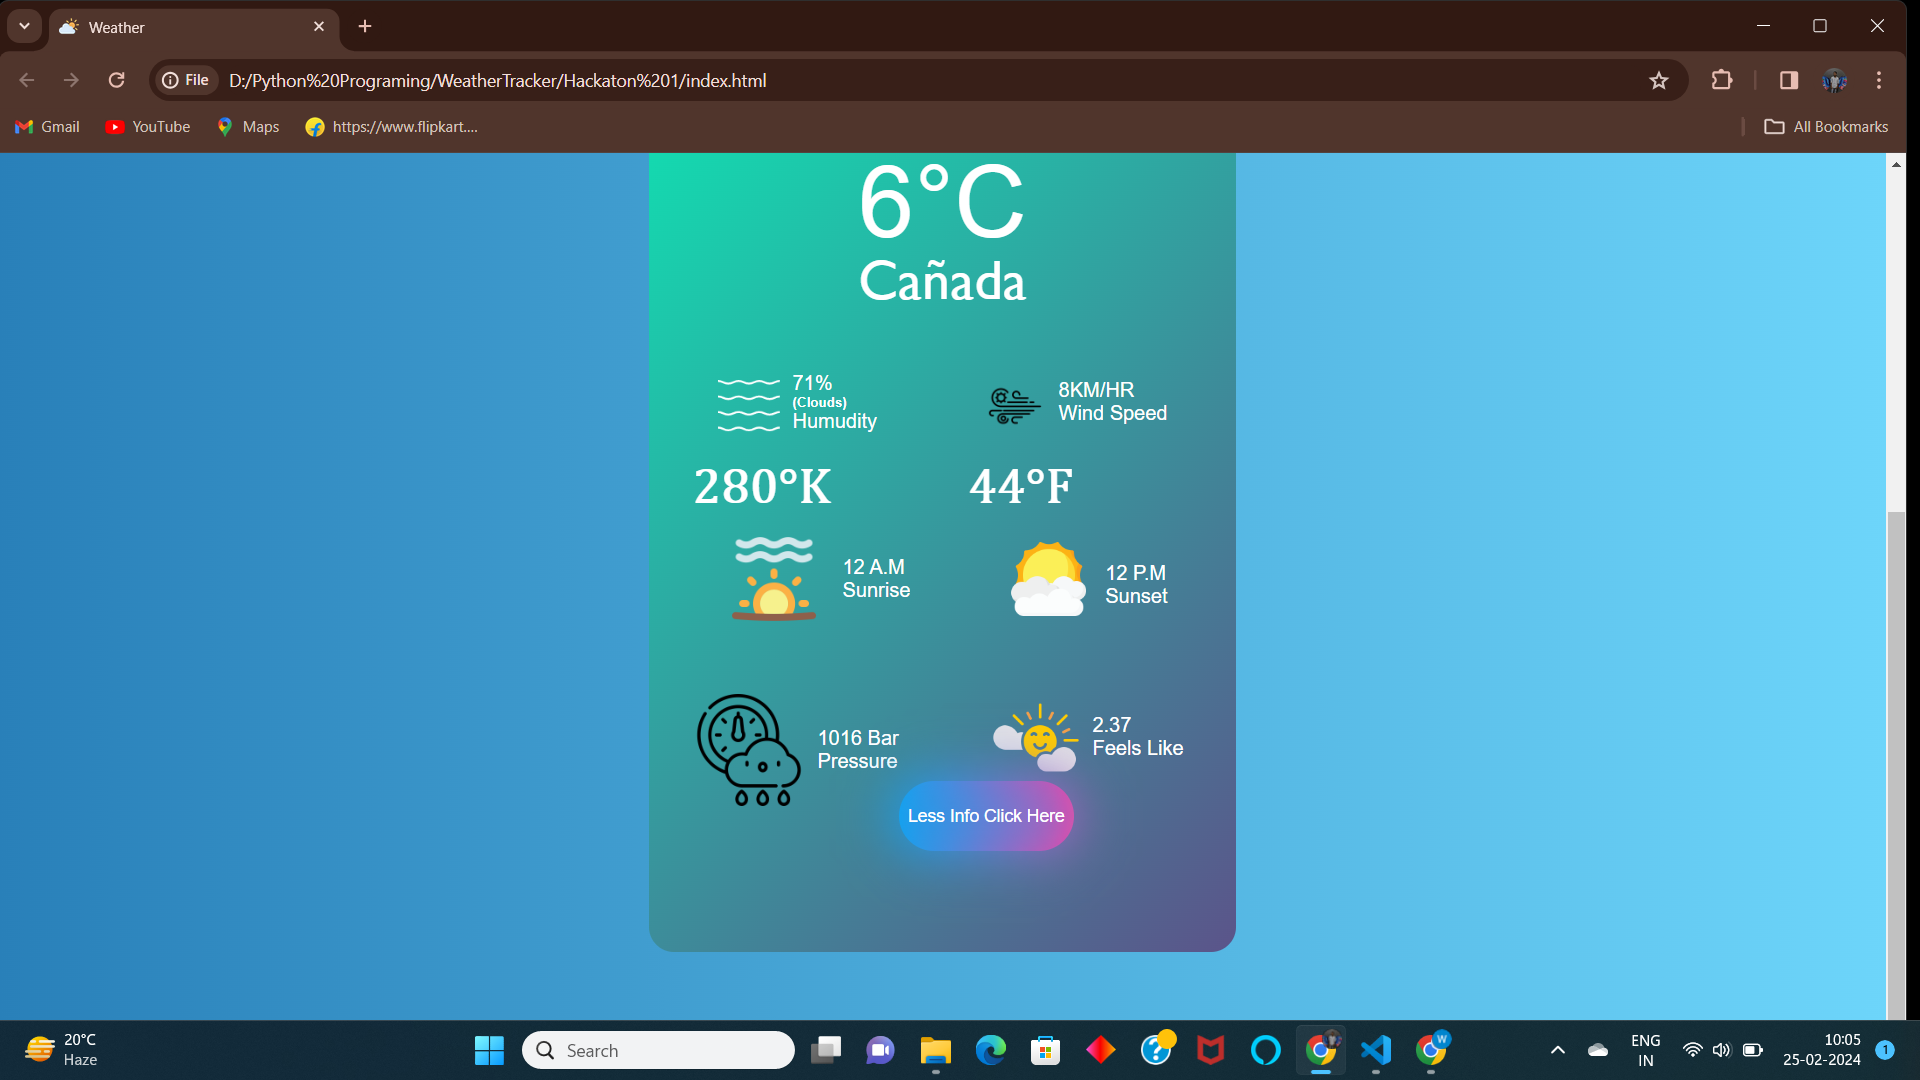 Weather
File
D:/Python%20Programing/WeatherTracker/Hackaton%201/index.html
Gmail
YouTube
Maps
https://www.flipkart....
All Bookmarks
6°C
Cañada
71%
(Clouds)
Humudity
8KM/HR
Wind Speed
280°K
44°F
12 A.M
Sunrise
12 P.M
Sunset
1016 Bar
Pressure
2.37
Feels Like
Less Info Click Here
20°C
Haze
Search
W
ENG
IN
10:05
25-02-2024
1